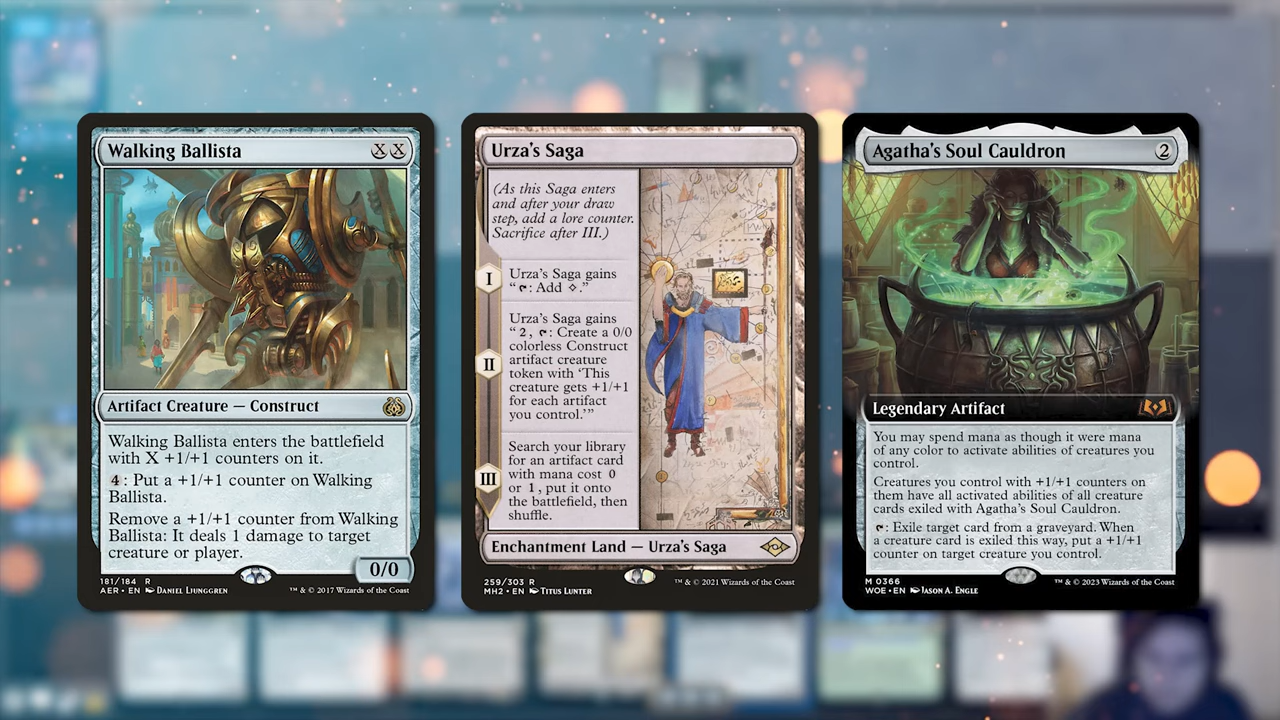 Walking Ballista XX
Artifact Creature — Construct
Walking Ballista enters the battlefield
with X +1/+1 counters on it.
4: Put a +1/+1 counter on Walking
Ballista.
Remove a +1/+1 counter from Walking
Ballista: It deals 1 damage to target
creature or player.
0/0
181/184 R
AER • EN Daniel Ljunggren
™ & © 2017 Wizards of the Coast
Urza's Saga
(As this Saga enters
and after your draw
step, add a lore counter.
Sacrifice after III.)
I
Urza's Saga gains
“T: Add C.”
II
Urza's Saga gains
“2, T: Create a 0/0
colorless Construct
artifact creature
token with ‘This
creature gets +1/+1
for each artifact
you control.’”
III
Search your library
for an artifact card
with mana cost 0
or 1, put it onto
the battlefield, then
shuffle.
Enchantment Land — Urza's Saga
259/303 R
MH2 • EN Titus Lunter
™ & © 2021 Wizards of the Coast
Agatha's Soul Cauldron 2
Legendary Artifact
You may spend mana as though it were mana
of any color to activate abilities of creatures you
control.
Creatures you control with +1/+1 counters on
them have all activated abilities of all creature
cards exiled with Agatha's Soul Cauldron.
T: Exile target card from a graveyard. When
a creature card is exiled this way, put a +1/+1
counter on target creature you control.
M 0366
WOE • EN Jason A. Engle
™ & © 2023 Wizards of the Coast